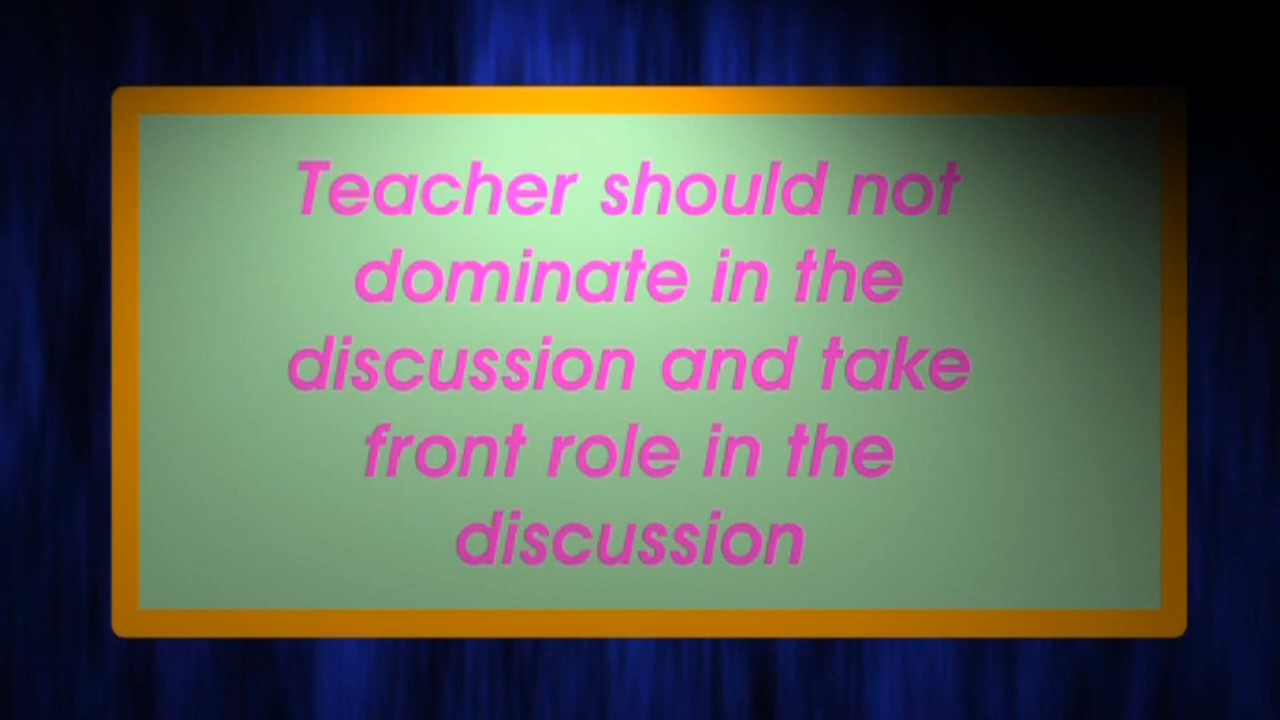 Teacher should not
dominate in the
discussion and take
front role in the
discussion